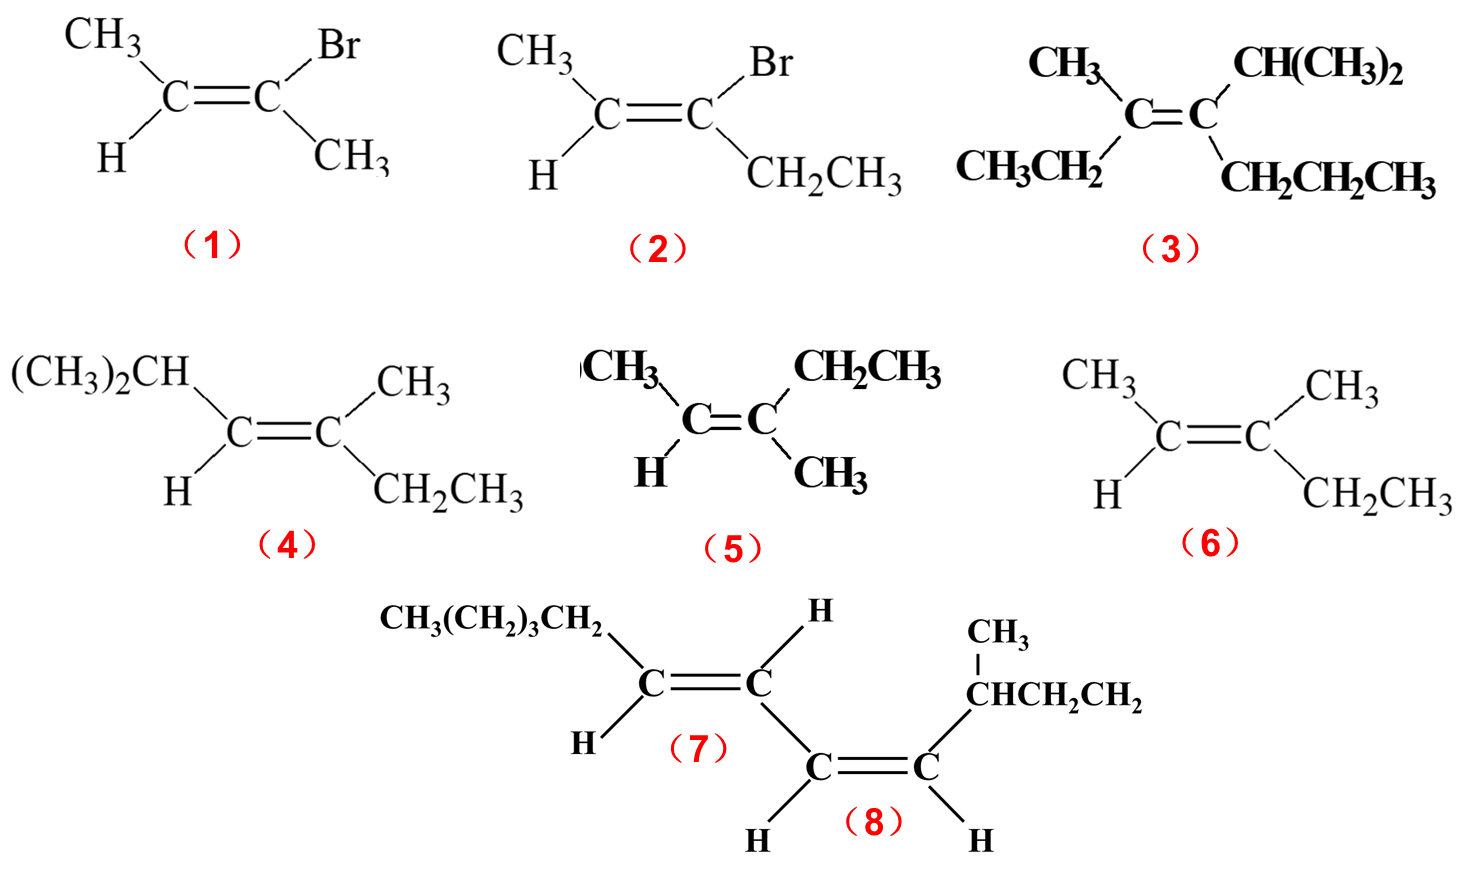 CH₃ Br
C C
H CH₃
（1）
CH₃ Br
C C
H CH₂CH₃
（2）
CH₃ CH(CH₃)₂
C=C
CH₃CH₂ CH₂CH₂CH₃
（3）
(CH₃)₂CH CH₃
C C
H CH₂CH₃
（4）
CH₃ CH₂CH₃
C=C
H CH₃
（5）
CH₃ CH₃
C C
H CH₂CH₃
（6）
CH₃(CH₂)₃CH₂ H
CH₃
C C
CHCH₂CH₂
H （7）
C C
（8）
H H